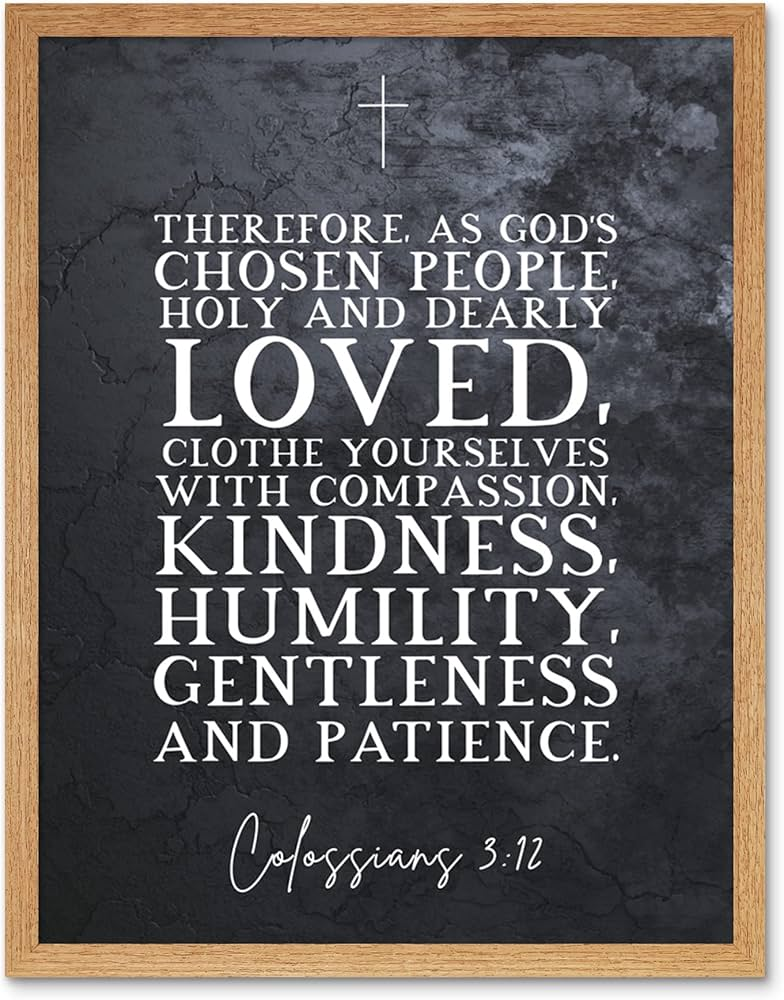 THEREFORE, AS GOD'S
CHOSEN PEOPLE,
HOLY AND DEARLY
LOVED,
CLOTHE YOURSELVES
WITH COMPASSION,
KINDNESS,
HUMILITY,
GENTLENESS
AND PATIENCE.
Colossians 3:12